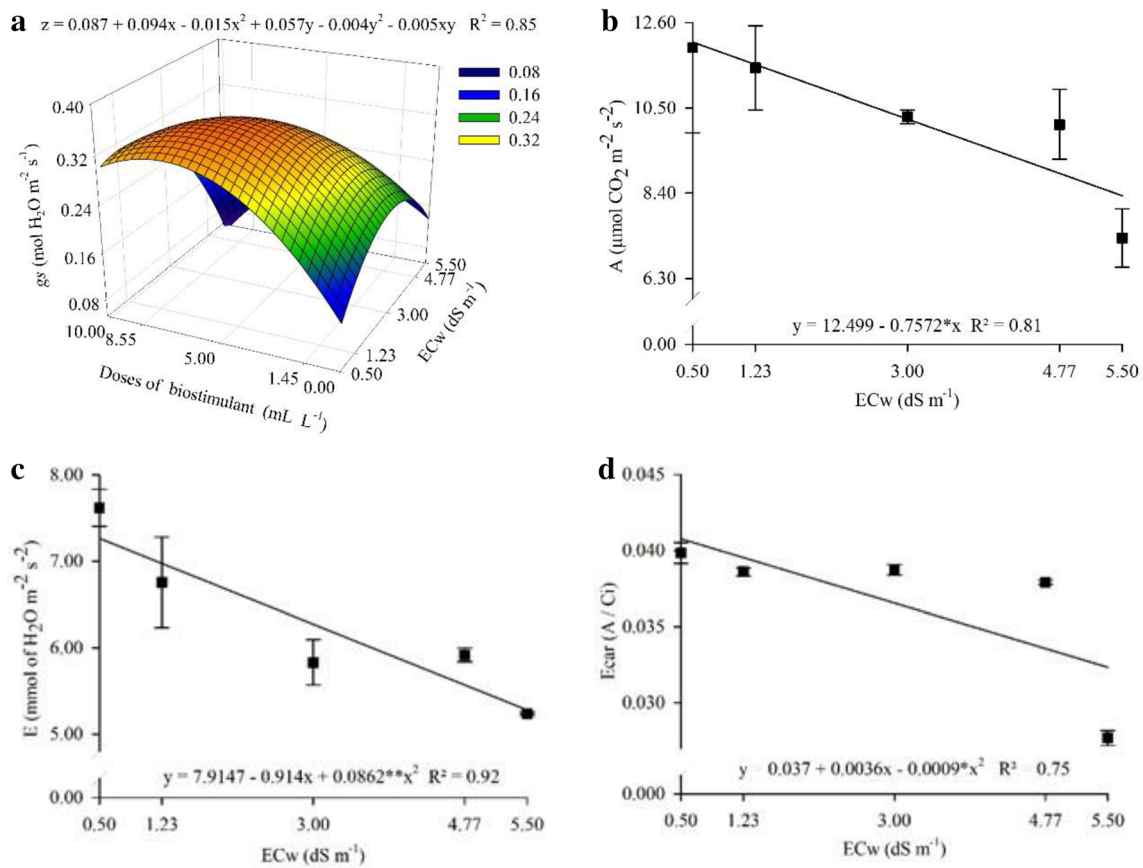 a
z = 0.087 + 0.094x - 0.015x² + 0.057y - 0.004y² - 0.005xy R² = 0.85
0.08
0.16
0.24
0.32
0.40
0.32
0.24
0.16
0.08
gs (mol H₂O m⁻² s⁻¹)
10.00
8.55
5.00
1.45
0.00
Doses of biostimulant (mL L⁻¹)
5.50
4.77
3.00
1.23
0.50
ECw (dS m⁻¹)
b
12.60
10.50
8.40
6.30
0.00
A (µmol CO₂ m⁻² s⁻²)
y = 12.499 - 0.7572*x R² = 0.81
0.50 1.23 3.00 4.77 5.50
ECw (dS m⁻¹)
c
8.00
7.00
6.00
5.00
0.00
E (mmol of H₂O m⁻² s⁻²)
y = 7.9147 - 0.914x + 0.0862**x² R² = 0.92
0.50 1.23 3.00 4.77 5.50
ECw (dS m⁻¹)
d
0.045
0.040
0.035
0.030
0.000
Ecar (A / Ci)
y = 0.037 + 0.0036x - 0.0009*x² R² = 0.75
0.50 1.23 3.00 4.77 5.50
ECw (dS m⁻¹)